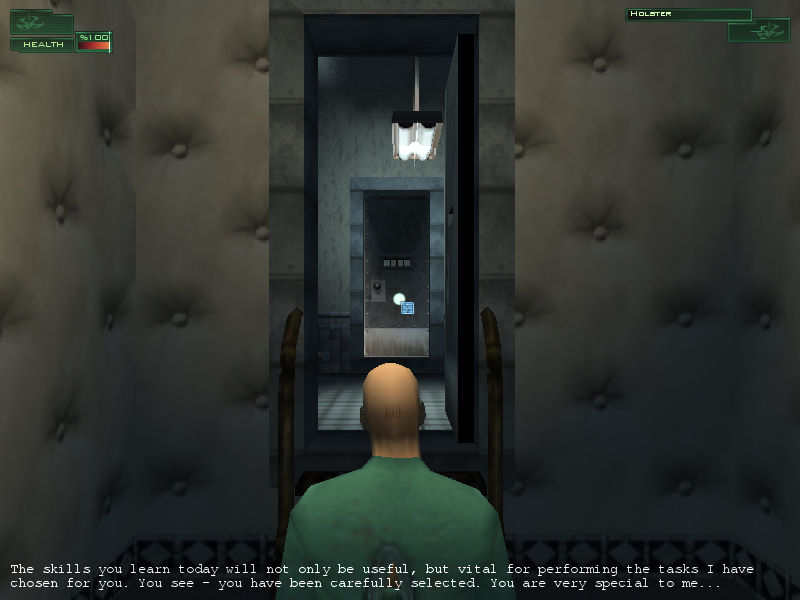 HEALTH
%100
Holster
The skills you learn today will not only be useful, but vital for performing the tasks I have
chosen for you. You see - you have been carefully selected. You are very special to me...